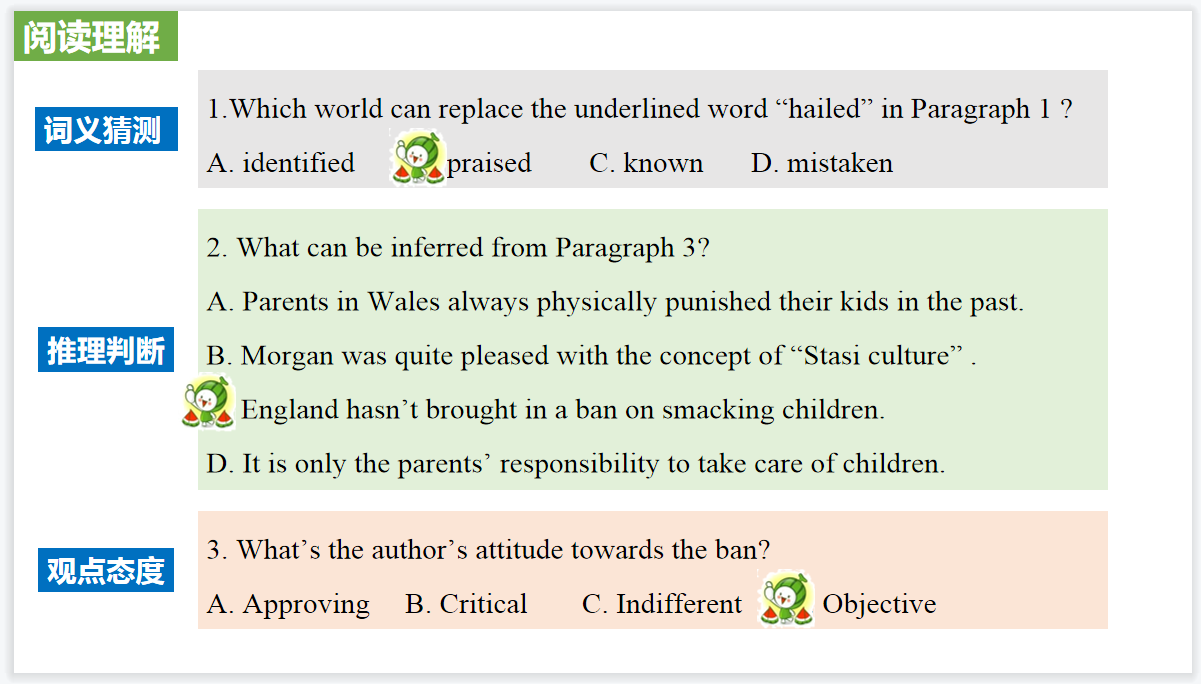 阅读理解
词义猜测
1.Which world can replace the underlined word “hailed” in Paragraph 1 ?
A. identified praised C. known D. mistaken
推理判断
2. What can be inferred from Paragraph 3?
A. Parents in Wales always physically punished their kids in the past.
B. Morgan was quite pleased with the concept of “Stasi culture” .
England hasn’t brought in a ban on smacking children.
D. It is only the parents’ responsibility to take care of children.
观点态度
3. What’s the author’s attitude towards the ban?
A. Approving B. Critical C. Indifferent Objective